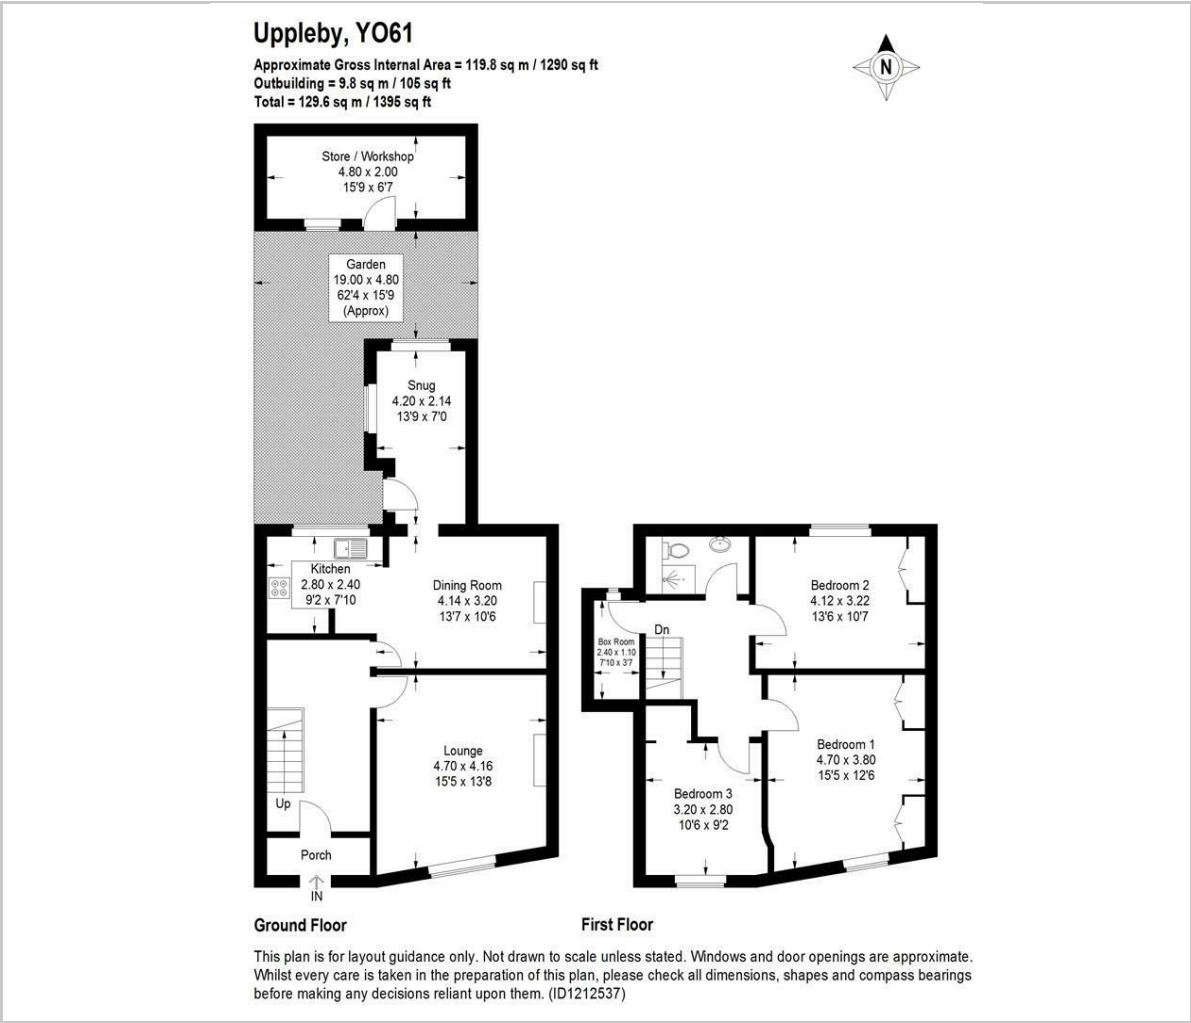 Uppleby, YO61
Approximate Gross Internal Area = 119.8 sq m / 1290 sq ft
Outbuilding = 9.8 sq m / 105 sq ft
Total = 129.6 sq m / 1395 sq ft
N
Store / Workshop
4.80 x 2.00
15'9 x 6'7
Garden
19.00 x 4.80
62'4 x 15'9
(Approx)
Snug
4.20 x 2.14
13'9 x 7'0
Kitchen
2.80 x 2.40
9'2 x 7'10
Dining Room
4.14 x 3.20
13'7 x 10'6
Lounge
4.70 x 4.16
15'5 x 13'8
Up
Porch
IN
Bedroom 2
4.12 x 3.22
13'6 x 10'7
Dn
Box Room
2.40 x 1.10
7'10 x 3'7
Bedroom 1
4.70 x 3.80
15'5 x 12'6
Bedroom 3
3.20 x 2.80
10'6 x 9'2
Ground Floor
First Floor
This plan is for layout guidance only. Not drawn to scale unless stated. Windows and door openings are approximate.
Whilst every care is taken in the preparation of this plan, please check all dimensions, shapes and compass bearings
before making any decisions reliant upon them. (ID1212537)